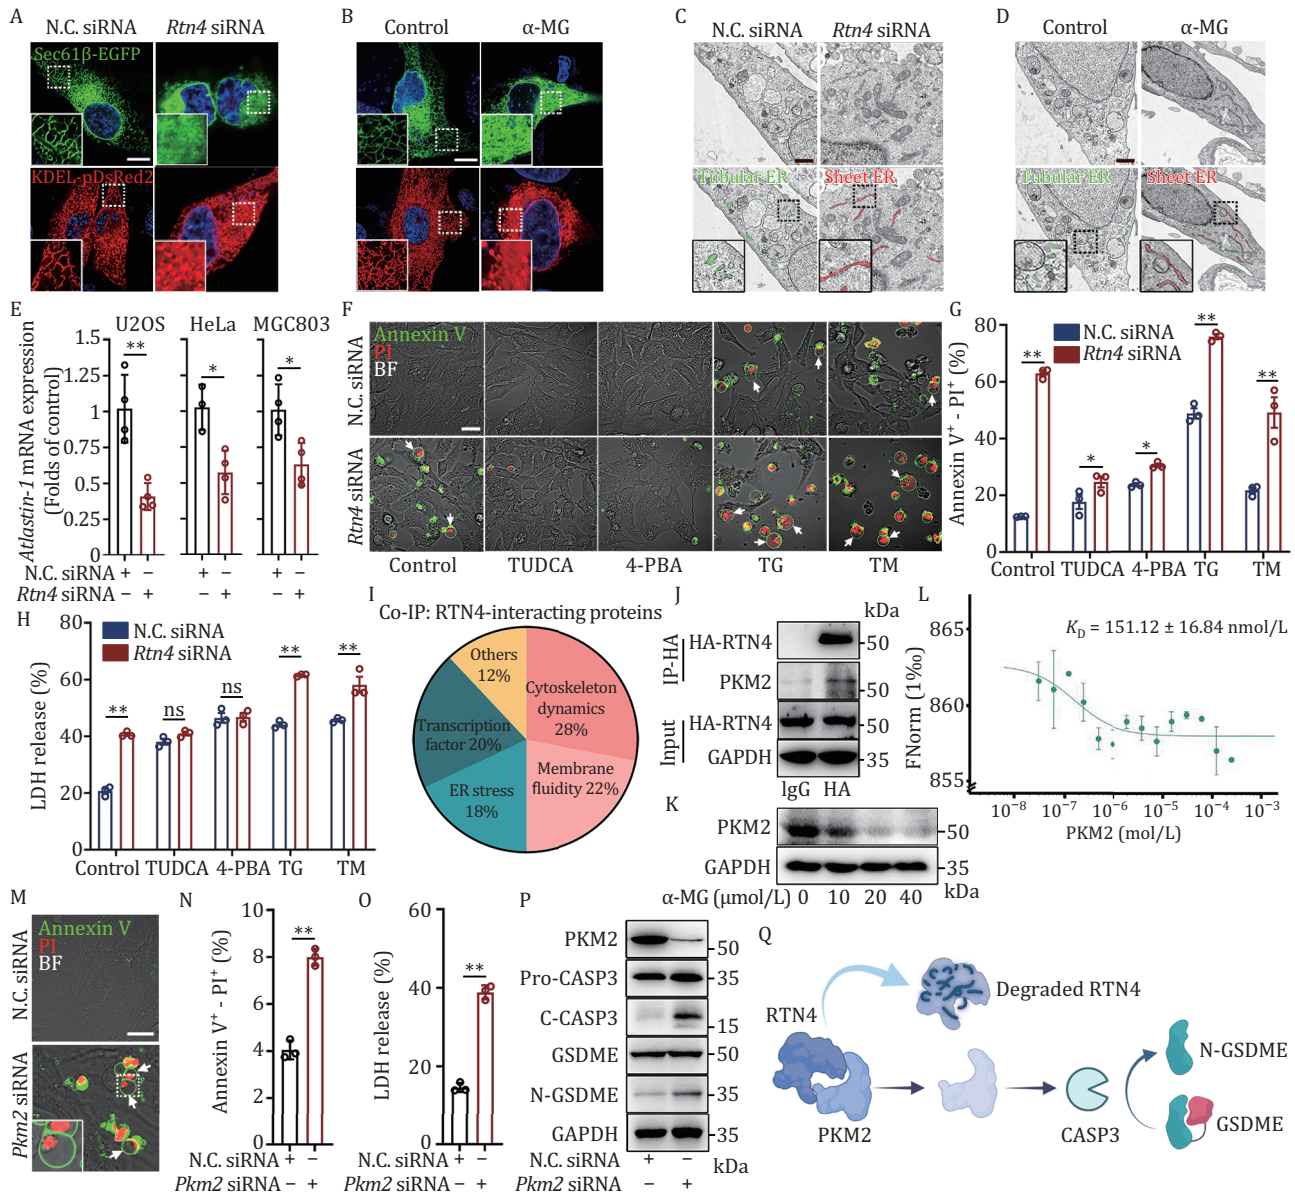 A
N.C. siRNA
Rtn4 siRNA
Sec61β-EGFP
KDEL-pDsRed2
B
Control
α-MG
C
N.C. siRNA
Rtn4 siRNA
Tubular ER
Sheet ER
D
Control
α-MG
Tubular ER
Sheet ER
E
Atlastin-1 mRNA expression
(Folds of control)
U2OS
HeLa
MGC803
1.5
1.25
1
0.75
0.5
0.25
0
**
*
*
N.C. siRNA + − + − + −
Rtn4 siRNA − + − + − +
F
Annexin V
PI
BF
N.C. siRNA
Rtn4 siRNA
Control
TUDCA
4-PBA
TG
TM
G
Annexin V+ - PI+ (%)
N.C. siRNA
Rtn4 siRNA
80
60
40
20
0
**
*
*
**
**
Control
TUDCA
4-PBA
TG
TM
H
LDH release (%)
N.C. siRNA
Rtn4 siRNA
80
60
40
20
0
**
ns
ns
**
**
Control
TUDCA
4-PBA
TG
TM
I
Co-IP: RTN4-interacting proteins
Others
12%
Cytoskeleton
dynamics
28%
Transcription
factor 20%
Membrane
fluidity 22%
ER stress
18%
J
kDa
IP-HA
HA-RTN4
50
PKM2
50
Input
HA-RTN4
50
GAPDH
35
IgG HA
K
PKM2
50
GAPDH
35
α-MG (μmol/L) 0 10 20 40
kDa
L
FNorm (1‰)
865
860
855
KD = 151.12 ± 16.84 nmol/L
10−8 10−7 10−6 10−5 10−4 10−3
PKM2 (mol/L)
M
Annexin V
PI
BF
N.C. siRNA
Pkm2 siRNA
N
Annexin V+ - PI+ (%)
10
8
6
4
2
0
**
N.C. siRNA + −
Pkm2 siRNA − +
O
LDH release (%)
60
40
20
0
**
N.C. siRNA + −
Pkm2 siRNA − +
P
PKM2
50
Pro-CASP3
35
C-CASP3
15
GSDME
50
N-GSDME
35
GAPDH
35
N.C. siRNA + −
kDa
Pkm2 siRNA − +
Q
RTN4
Degraded RTN4
PKM2
CASP3
N-GSDME
GSDME